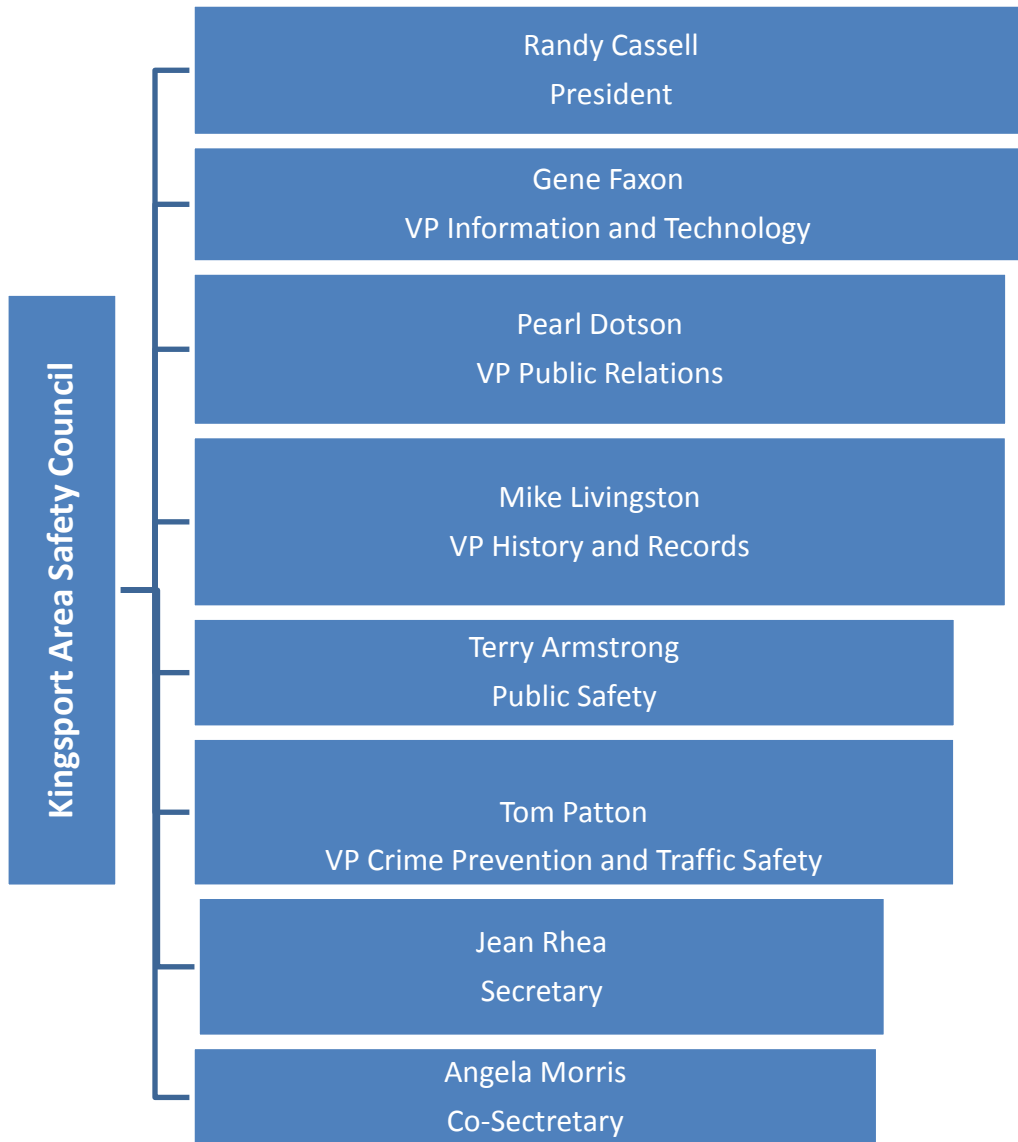 Kingsport Area Safety Council
Randy Cassell
President
Gene Faxon
VP Information and Technology
Pearl Dotson
VP Public Relations
Mike Livingston
VP History and Records
Terry Armstrong
Public Safety
Tom Patton
VP Crime Prevention and Traffic Safety
Jean Rhea
Secretary
Angela Morris
Co-Sectretary